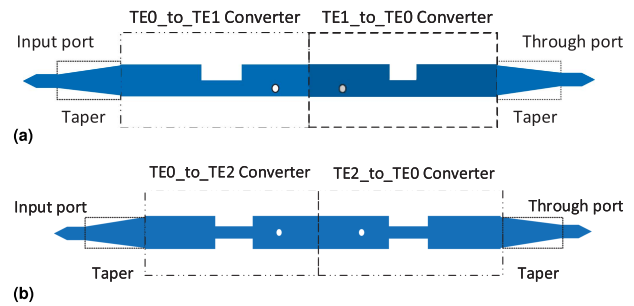 TE0_to_TE1 Converter TE1_to_TE0 Converter
Input port Through port
Taper Taper
(a)
TE0_to_TE2 Converter TE2_to_TE0 Converter
Input port Through port
Taper Taper
(b)